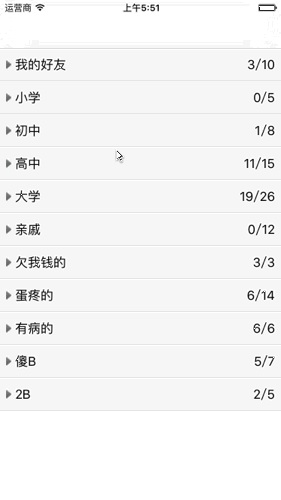 运营商 上午5:51
我的好友 3/10
小学 0/5
初中 1/8
高中 11/15
大学 19/26
亲戚 0/12
欠我钱的 3/3
蛋疼的 6/14
有病的 6/6
傻B 5/7
2B 2/5